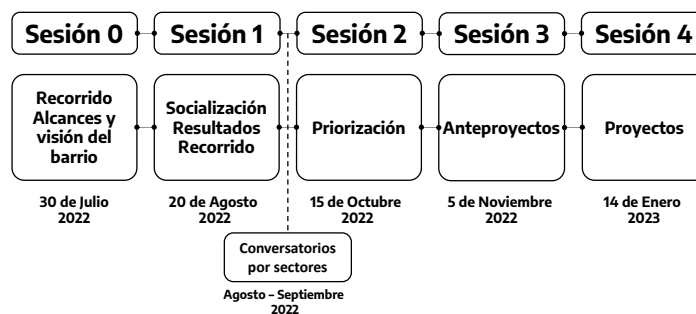 Sesión 0
Sesión 1
Sesión 2
Sesión 3
Sesión 4
Recorrido
Alcances y
visión del
barrio
Socialización
Resultados
Recorrido
Priorización
Anteproyectos
Proyectos
30 de Julio
2022
20 de Agosto
2022
15 de Octubre
2022
5 de Noviembre
2022
14 de Enero
2023
Conversatorios
por sectores
Agosto – Septiembre
2022